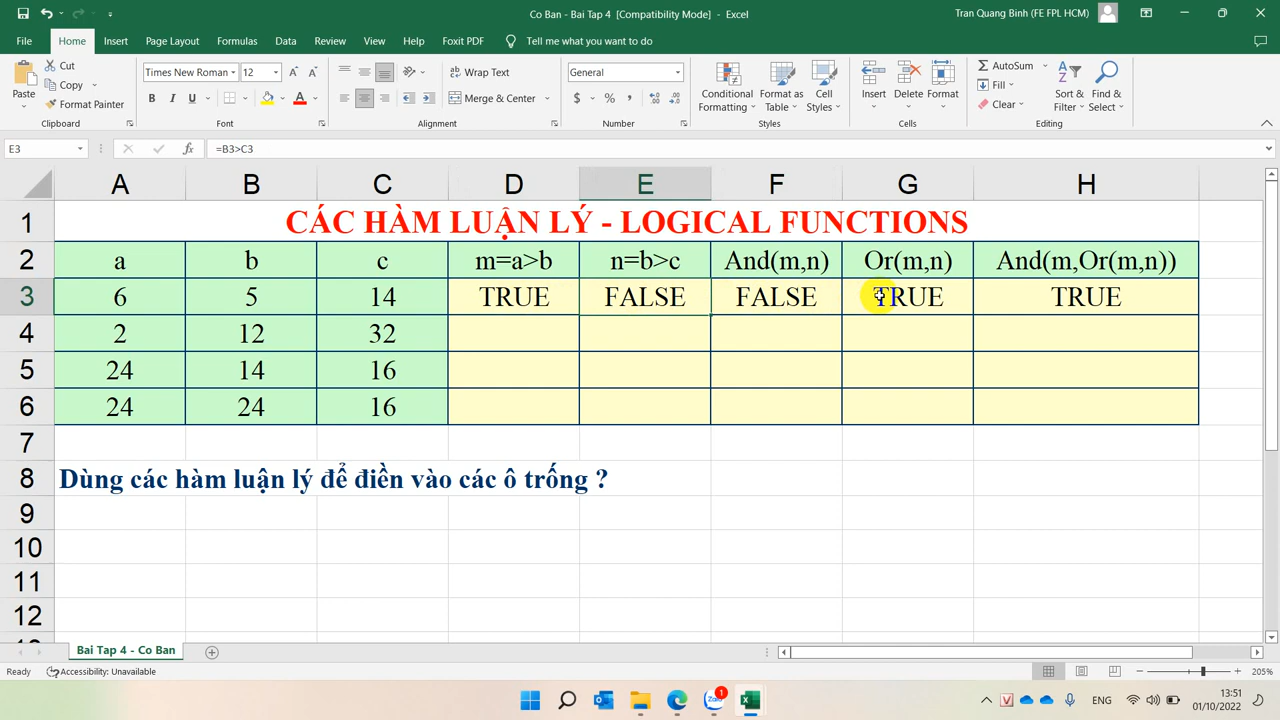 Co Ban - Bai Tap 4 [Compatibility Mode] - Excel
Tran Quang Binh (FE FPL HCM)
File Home Insert Page Layout Formulas Data Review View Help Foxit PDF Tell me what you want to do
Paste
Cut
Copy
Format Painter
Clipboard
Times New Roman 12
B I U
Font
Wrap Text
Merge & Center
Alignment
General
$ % ,
Number
Conditional Formatting
Format as Table
Cell Styles
Styles
Insert Delete Format
Cells
AutoSum
Fill
Clear
Sort & Filter
Find & Select
Editing
E3 fx =B3>C3
A B C D E F G H
1 CÁC HÀM LUẬN LÝ - LOGICAL FUNCTIONS
2 a b c m=a>b n=b>c And(m,n) Or(m,n) And(m,Or(m,n))
3 6 5 14 TRUE FALSE FALSE TRUE TRUE
4 2 12 32
5 24 14 16
6 24 24 16
7
8 Dùng các hàm luận lý để điền vào các ô trống ?
9
10
11
12
Bai Tap 4 - Co Ban
Ready Accessibility: Unavailable 205%
Zalo 1 ENG 13:51
01/10/2022